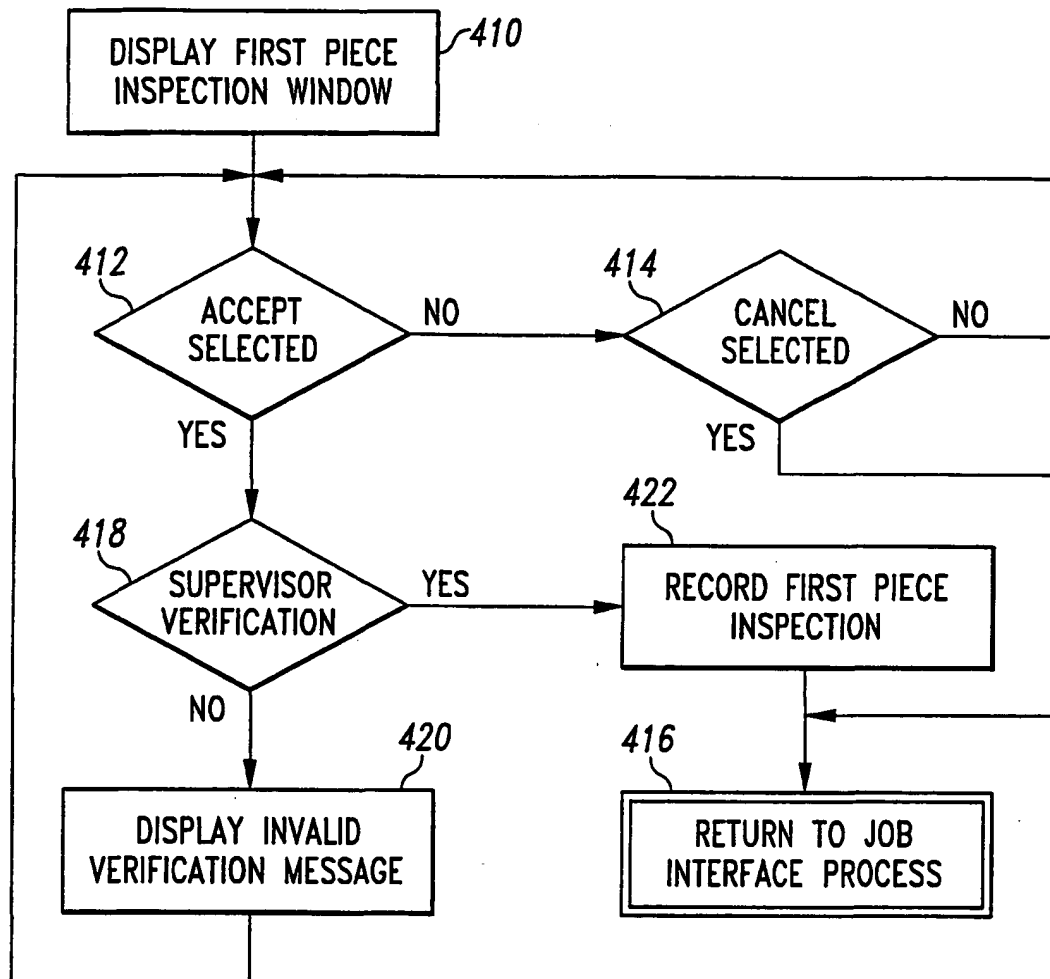 410
DISPLAY FIRST PIECE
INSPECTION WINDOW
412
ACCEPT
SELECTED
NO
YES
414
CANCEL
SELECTED
NO
YES
418
SUPERVISOR
VERIFICATION
YES
NO
422
RECORD FIRST PIECE
INSPECTION
420
DISPLAY INVALID
VERIFICATION MESSAGE
416
RETURN TO JOB
INTERFACE PROCESS